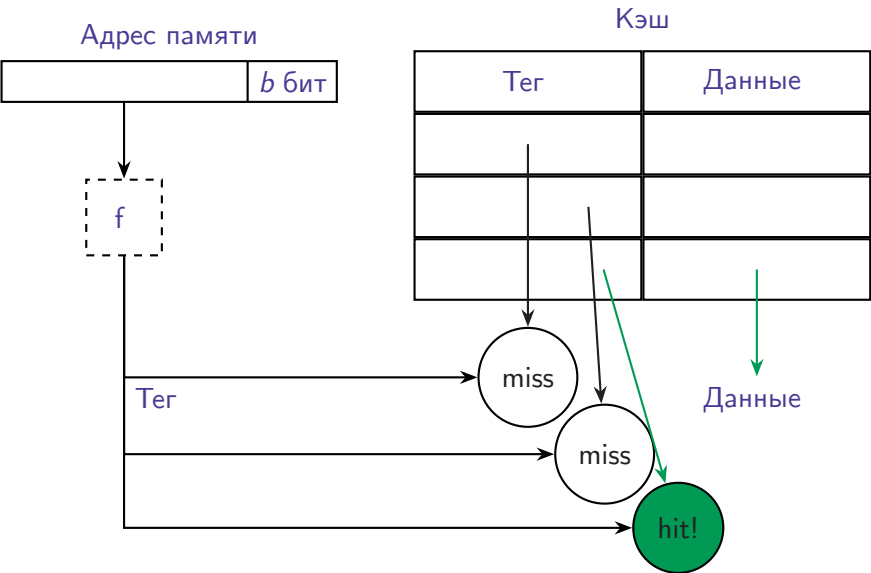 Кэш
Адрес памяти
b бит
Тег
Данные
f
Тег
miss
Данные
miss
hit!